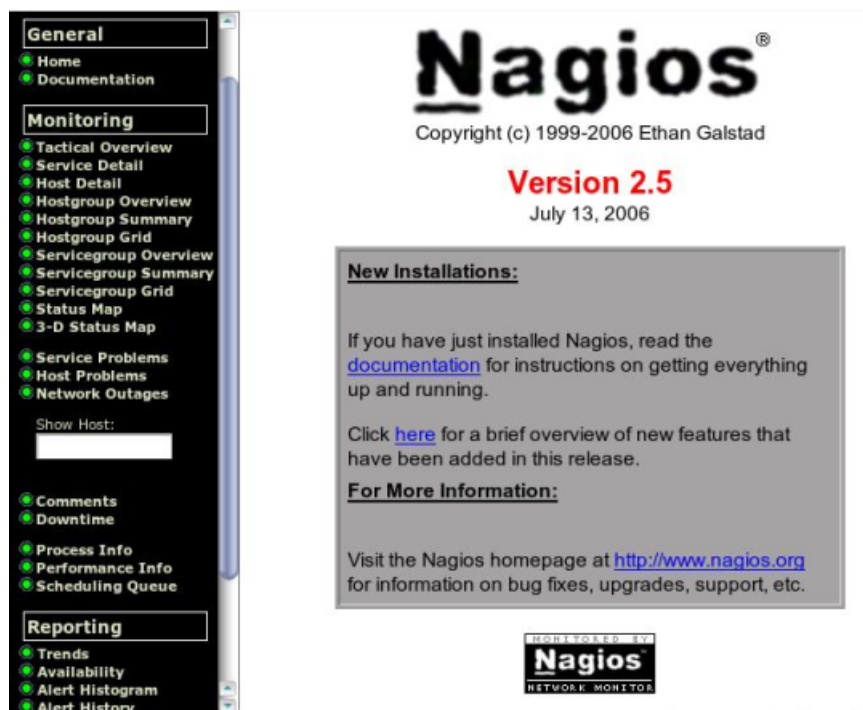 General
Home
Documentation
Monitoring
Tactical Overview
Service Detail
Host Detail
Hostgroup Overview
Hostgroup Summary
Hostgroup Grid
Servicegroup Overview
Servicegroup Summary
Servicegroup Grid
Status Map
3-D Status Map
Service Problems
Host Problems
Network Outages
Show Host:
Comments
Downtime
Process Info
Performance Info
Scheduling Queue
Reporting
Trends
Availability
Alert Histogram
Alert History
Nagios®
Copyright (c) 1999-2006 Ethan Galstad
Version 2.5
July 13, 2006
New Installations:
If you have just installed Nagios, read the
documentation for instructions on getting everything
up and running.
Click here for a brief overview of new features that
have been added in this release.
For More Information:
Visit the Nagios homepage at http://www.nagios.org
for information on bug fixes, upgrades, support, etc.
MONITORED BY
Nagios
NETWORK MONITOR